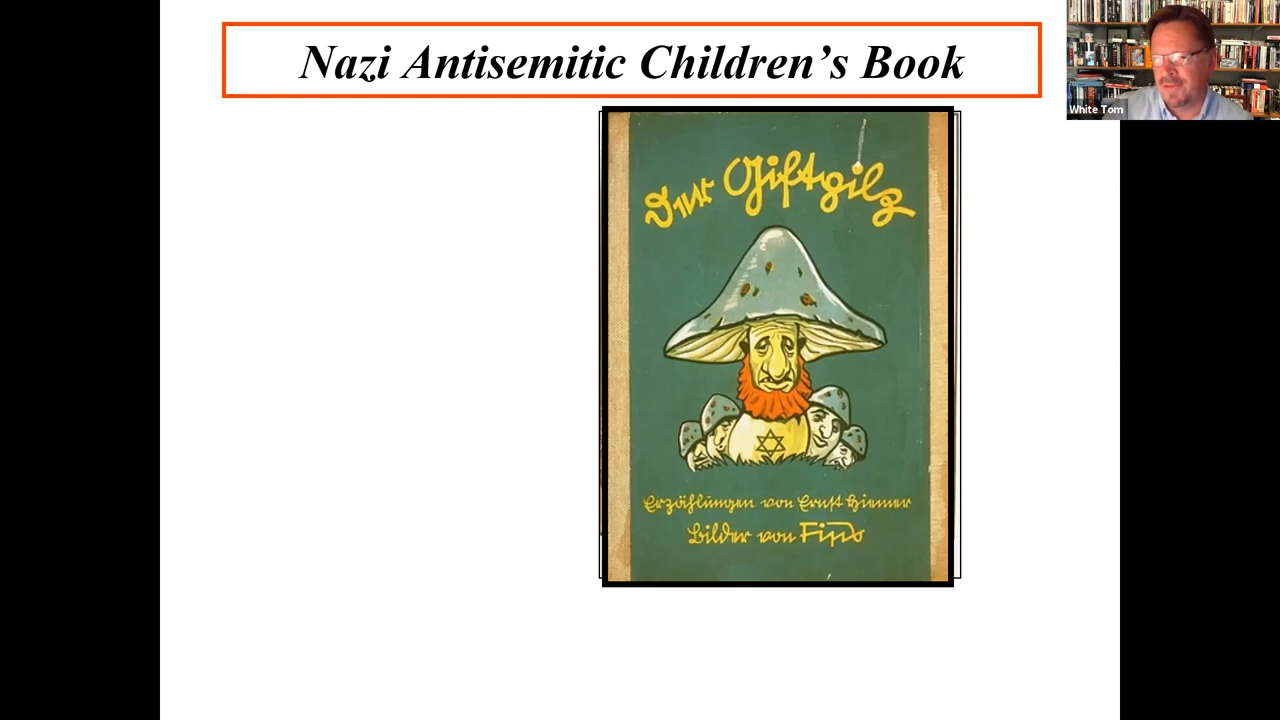 Nazi Antisemitic Children’s Book
White Tom
Der Giftpilz
Erzählungen von Ernst Hiemer
Bilder von Fips